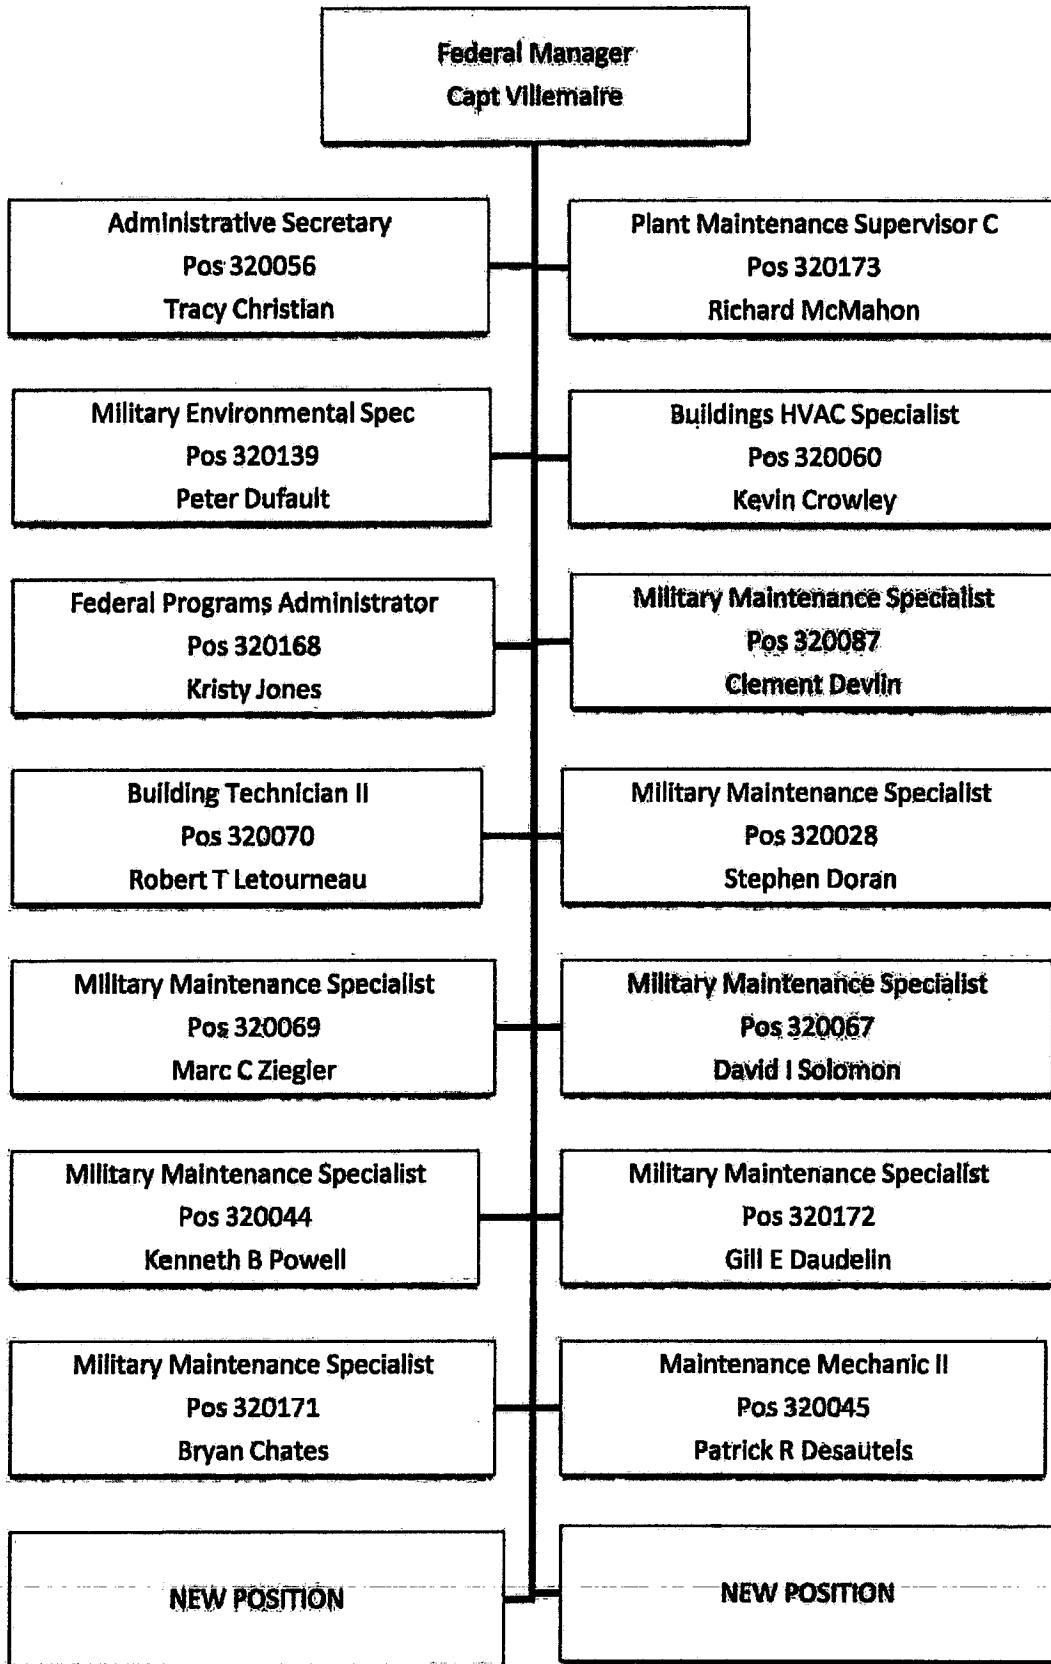 Federal Manager
Capt Villemaire
Administrative Secretary
Pos 320056
Tracy Christian
Plant Maintenance Supervisor C
Pos 320173
Richard McMahon
Military Environmental Spec
Pos 320139
Peter Dufault
Buildings HVAC Specialist
Pos 320060
Kevin Crowley
Federal Programs Administrator
Pos 320168
Kristy Jones
Military Maintenance Specialist
Pos 320087
Clement Devlin
Building Technician II
Pos 320070
Robert T Letourneau
Military Maintenance Specialist
Pos 320028
Stephen Doran
Military Maintenance Specialist
Pos 320069
Marc C Ziegler
Military Maintenance Specialist
Pos 320067
David I Solomon
Military Maintenance Specialist
Pos 320044
Kenneth B Powell
Military Maintenance Specialist
Pos 320172
Gill E Daudelin
Military Maintenance Specialist
Pos 320171
Bryan Chates
Maintenance Mechanic II
Pos 320045
Patrick R Desautels
NEW POSITION
NEW POSITION